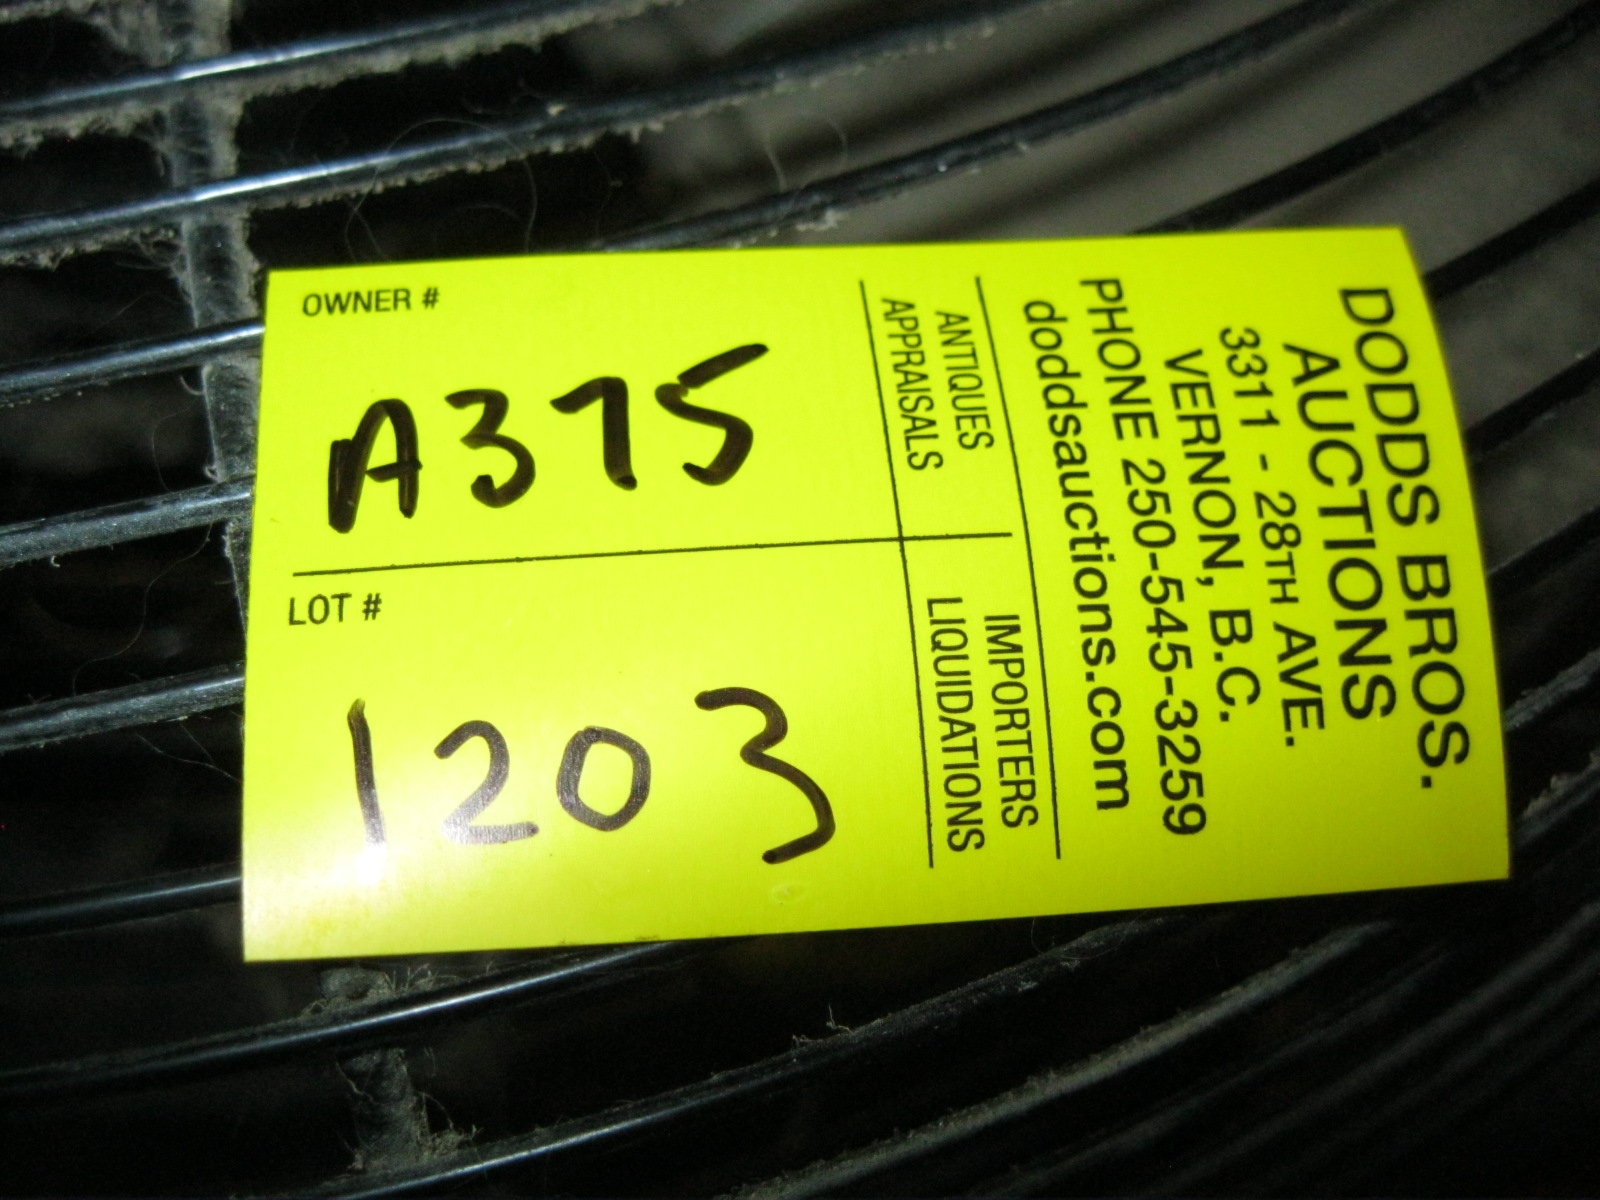 OWNER #
A375
LOT #
1203
ANTIQUES
APPRAISALS
IMPORTERS
LIQUIDATIONS
DODDS BROS.
AUCTIONS
3311 - 28TH AVE.
VERNON, B.C.
PHONE 250-545-3259
doddsauctions.com